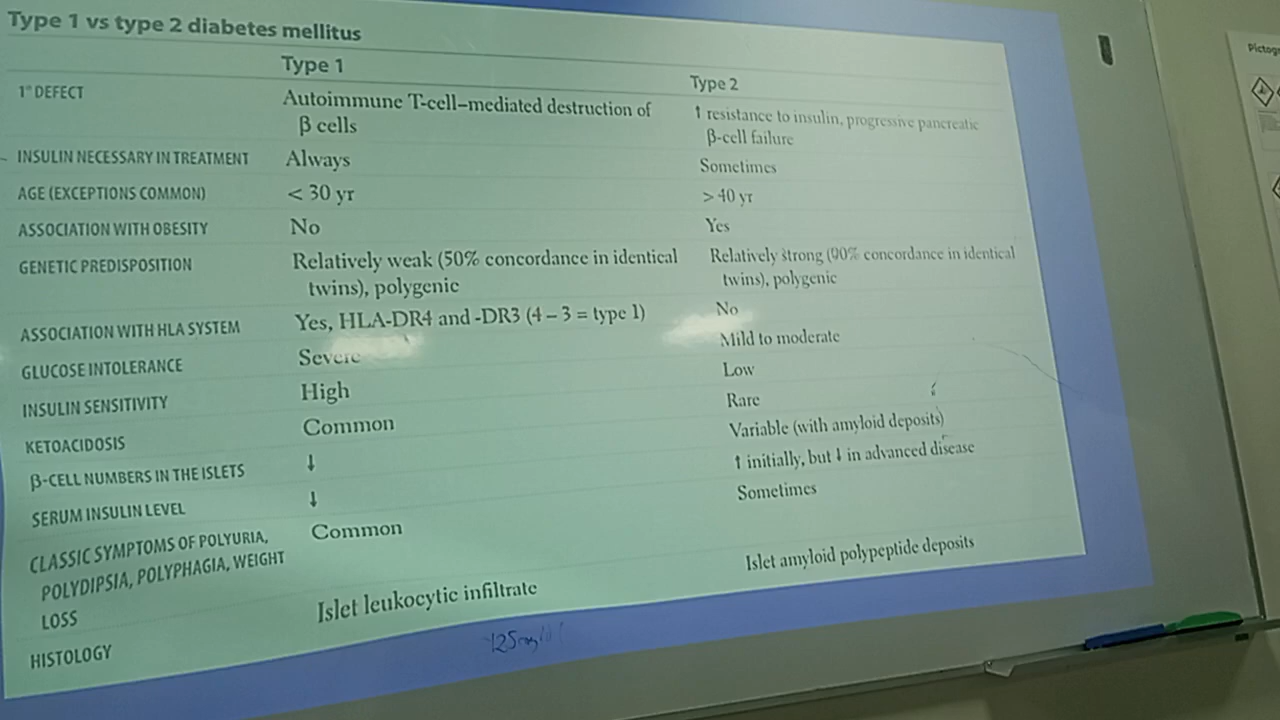 Type 1 vs type 2 diabetes mellitus
Type 1
Type 2
1° DEFECT
Autoimmune T-cell–mediated destruction of
β cells
↑ resistance to insulin, progressive pancreatic
β-cell failure
INSULIN NECESSARY IN TREATMENT
Always
Sometimes
AGE (EXCEPTIONS COMMON)
< 30 yr
> 40 yr
ASSOCIATION WITH OBESITY
No
Yes
GENETIC PREDISPOSITION
Relatively weak (50% concordance in identical
twins), polygenic
Relatively strong (90% concordance in identical
twins), polygenic
ASSOCIATION WITH HLA SYSTEM
Yes, HLA-DR4 and -DR3 (4 – 3 = type 1)
No
GLUCOSE INTOLERANCE
Severe
Mild to moderate
INSULIN SENSITIVITY
High
Low
KETOACIDOSIS
Common
Rare
β-CELL NUMBERS IN THE ISLETS
↓
Variable (with amyloid deposits)
SERUM INSULIN LEVEL
↓
↑ initially, but ↓ in advanced disease
CLASSIC SYMPTOMS OF POLYURIA,
POLYDIPSIA, POLYPHAGIA, WEIGHT
LOSS
Common
Sometimes
HISTOLOGY
Islet leukocytic infiltrate
Islet amyloid polypeptide deposits
Pictog